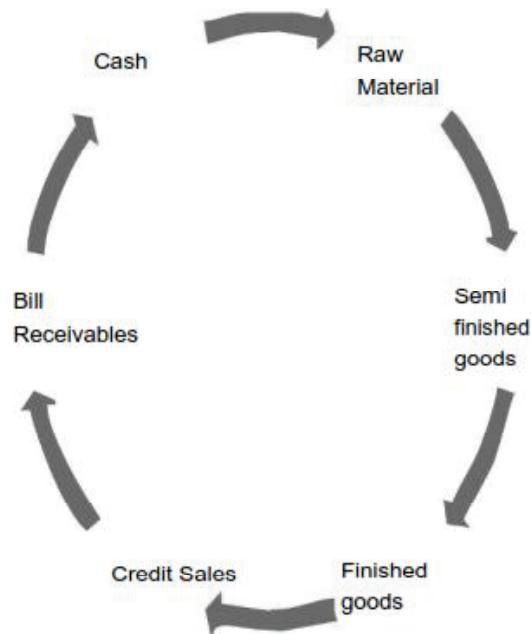 Cash
Raw
Material
Semi
finished
goods
Finished
goods
Credit Sales
Bill
Receivables